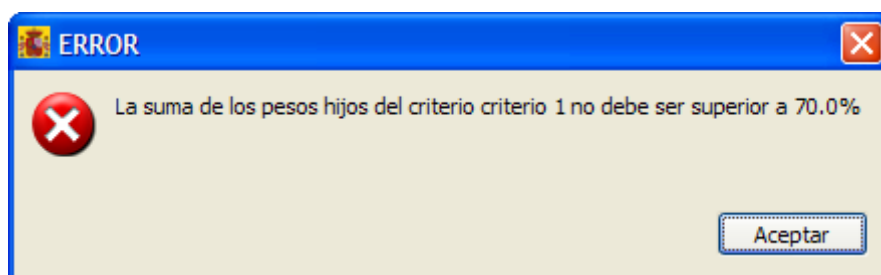 ERROR
La suma de los pesos hijos del criterio criterio 1 no debe ser superior a 70.0%
Aceptar